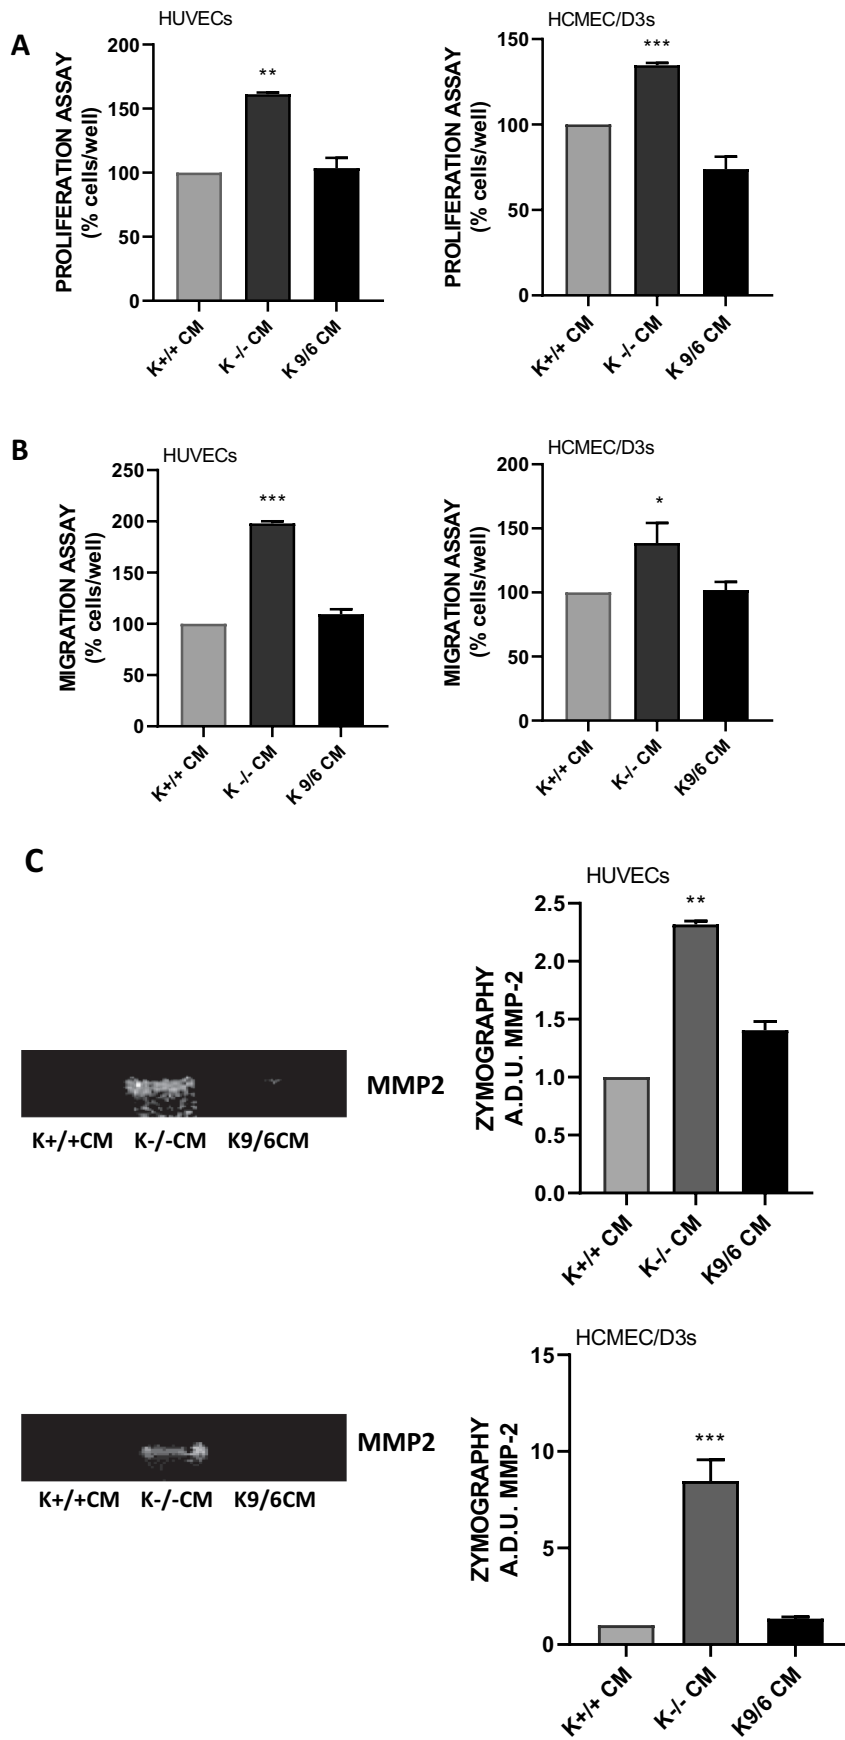 A
HUVECs
PROLIFERATION ASSAY
(% cells/well)
200
150
100
50
0
**
K+/+ CM
K -/- CM
K 9/6 CM
HCMEC/D3s
PROLIFERATION ASSAY
(% cells/well)
150
100
50
0
***
K+/+ CM
K -/- CM
K 9/6 CM
B
HUVECs
MIGRATION ASSAY
(% cells/well)
250
200
150
100
50
0
***
K+/+ CM
K -/- CM
K 9/6 CM
HCMEC/D3s
MIGRATION ASSAY
(% cells/well)
200
150
100
50
0
*
K+/+ CM
K-/- CM
K9/6 CM
C
MMP2
K+/+CM K-/-CM K9/6CM
HUVECs
ZYMOGRAPHY
A.D.U. MMP-2
2.5
2.0
1.5
1.0
0.5
0.0
**
K+/+ CM
K-/- CM
K9/6 CM
MMP2
K+/+CM K-/-CM K9/6CM
HCMEC/D3s
ZYMOGRAPHY
A.D.U. MMP-2
15
10
5
0
***
K+/+ CM
K-/- CM
K9/6 CM